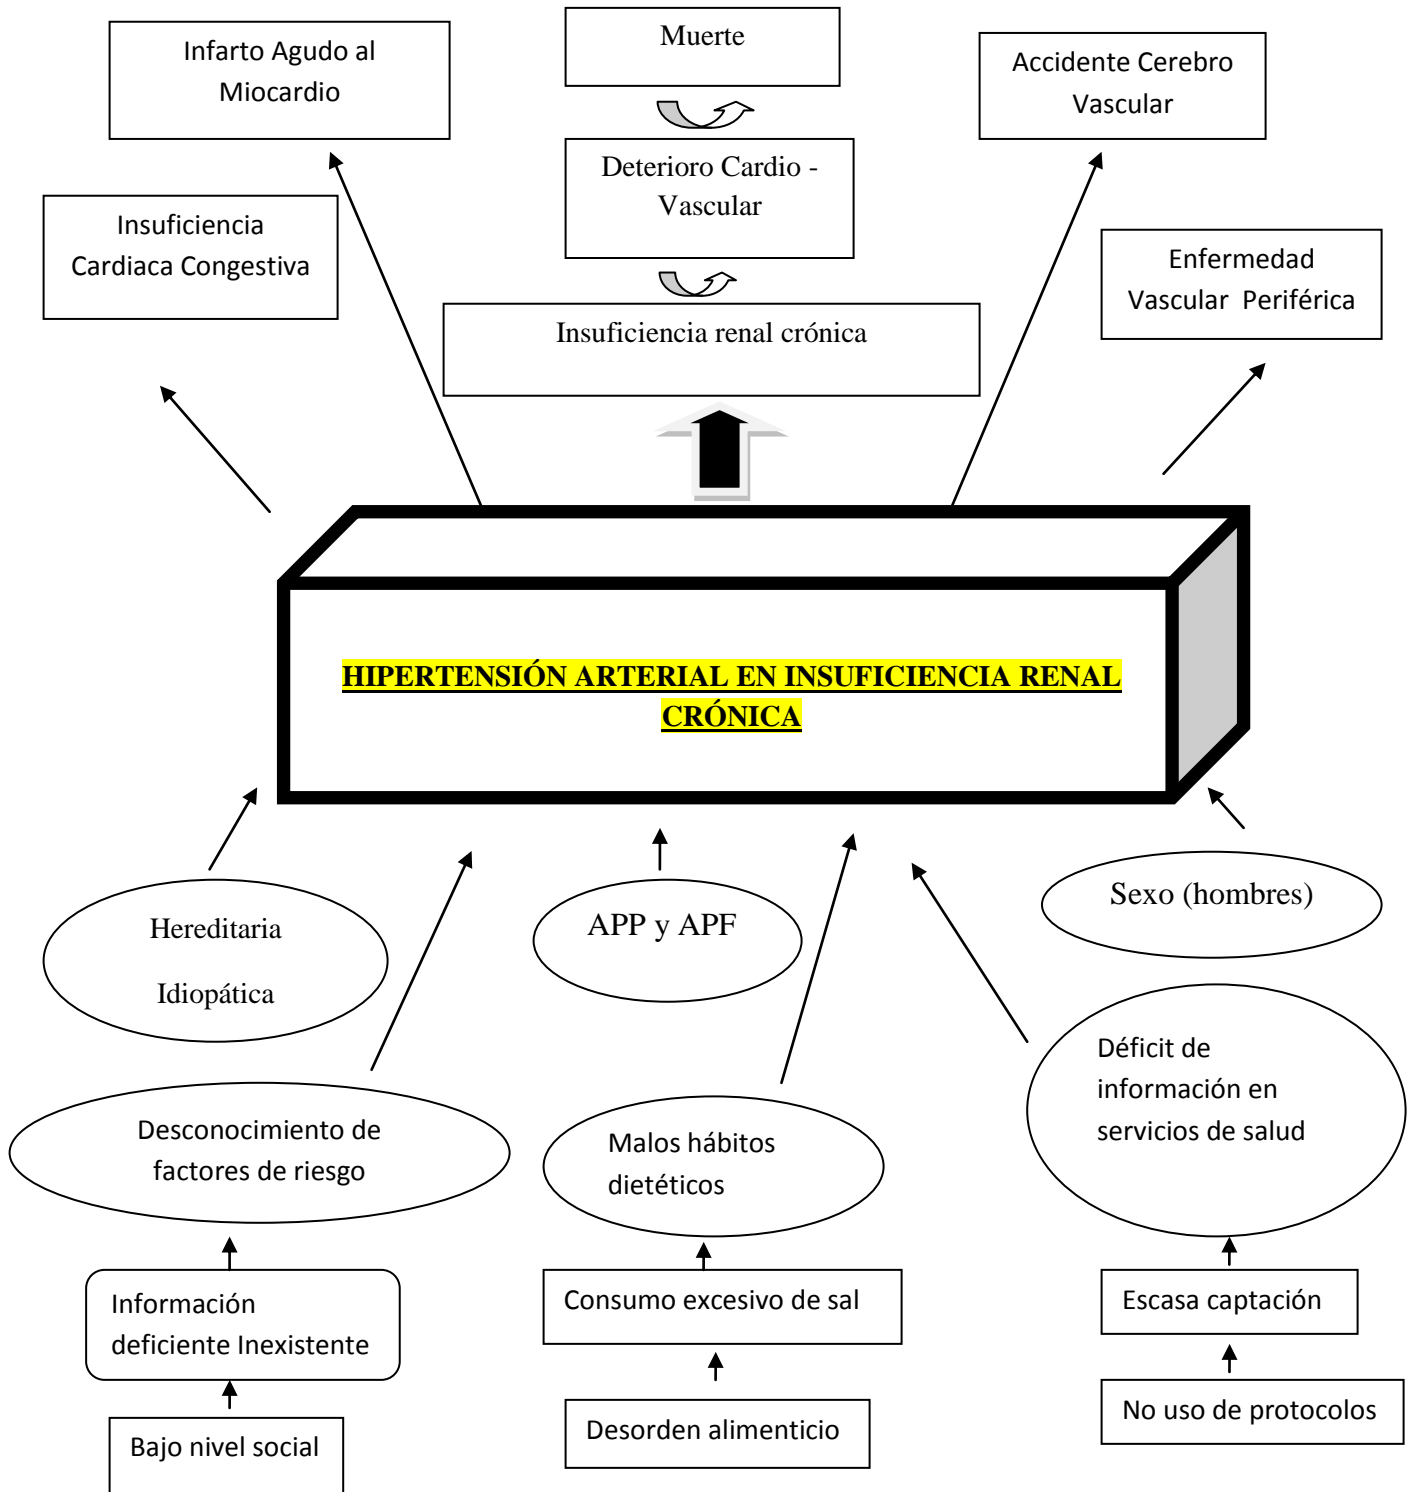 Infarto Agudo al
Miocardio
Muerte
Accidente Cerebro
Vascular
Deterioro Cardio -
Vascular
Insuficiencia
Cardiaca Congestiva
Enfermedad
Vascular Periférica
Insuficiencia renal crónica
HIPERTENSIÓN ARTERIAL EN INSUFICIENCIA RENAL
CRÓNICA
Hereditaria
Idiopática
APP y APF
Sexo (hombres)
Desconocimiento de
factores de riesgo
Malos hábitos
dietéticos
Déficit de
información en
servicios de salud
Información
deficiente Inexistente
Consumo excesivo de sal
Escasa captación
Bajo nivel social
Desorden alimenticio
No uso de protocolos